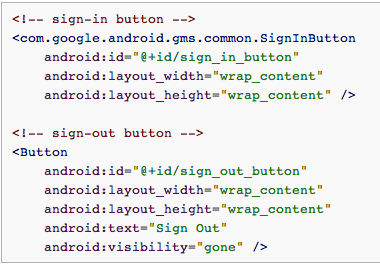 <!-- sign-in button -->
<com.google.android.gms.common.SignInButton
    android:id="@+id/sign_in_button"
    android:layout_width="wrap_content"
    android:layout_height="wrap_content" />

<!-- sign-out button -->
<Button
    android:id="@+id/sign_out_button"
    android:layout_width="wrap_content"
    android:layout_height="wrap_content"
    android:text="Sign Out"
    android:visibility="gone" />